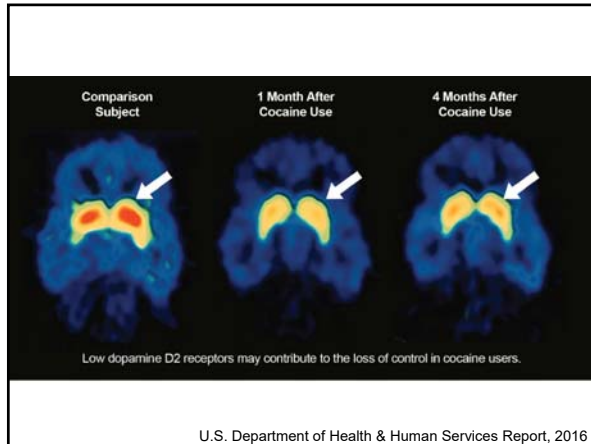 Comparison
Subject
1 Month After
Cocaine Use
4 Months After
Cocaine Use
Low dopamine D2 receptors may contribute to the loss of control in cocaine users.
U.S. Department of Health & Human Services Report, 2016